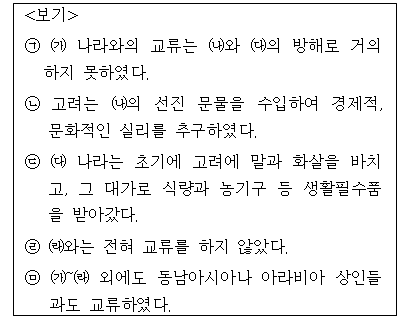 <보기>
㉠ ㈎ 나라와의 교류는 ㈏와 ㈐의 방해로 거의
하지 못하였다.
㉡ 고려는 ㈏의 선진 문물을 수입하여 경제적,
문화적인 실리를 추구하였다.
㉢ ㈐ 나라는 초기에 고려에 말과 화살을 바치
고, 그 대가로 식량과 농기구 등 생활필수품
을 받아갔다.
㉣ ㈑와는 전혀 교류를 하지 않았다.
㉤ ㈎~㈑ 외에도 동남아시아나 아라비아 상인들
과도 교류하였다.